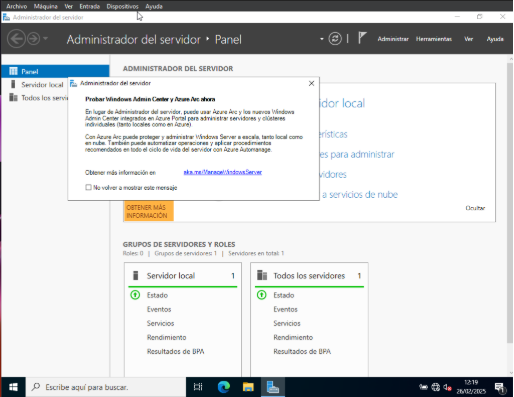 Archivo Máquina Ver Entrada Dispositivos Ayuda
Administrador del servidor
Administrador del servidor • Panel
Administrar Herramientas Ver Ayuda
Panel
Servidor local
Todos los servi
ADMINISTRADOR DEL SERVIDOR
Administrador del servidor
Probar Windows Admin Center y Azure Arc ahora
En lugar de Administrador del servidor, puede usar Azure Arc y los nuevos Windows
Admin Center integrados en Azure Portal para administrar servidores y clústeres
individuales (tanto locales como en Azure)
Con Azure Arc puede proteger y administrar Windows Server a escala, tanto local como
en nube. También puede automatizar operaciones y aplicar procedimientos
recomendados en todo el ciclo de vida del servidor con Azure Automanage.
Obtener más información en aka.ms/ManageWindowsServer
No volver a mostrar este mensaje
vidor local
erísticas
es para administrar
vidores
a servicios de nube
OBTENER MÁS
INFORMACIÓN
Ocultar
GRUPOS DE SERVIDORES Y ROLES
Roles: 0 | Grupos de servidores: 1 | Servidores en total: 1
Servidor local 1
Estado
Eventos
Servicios
Rendimiento
Resultados de BPA
Todos los servidores 1
Estado
Eventos
Servicios
Rendimiento
Resultados de BPA
Escribe aquí para buscar.
12:19
26/02/2025